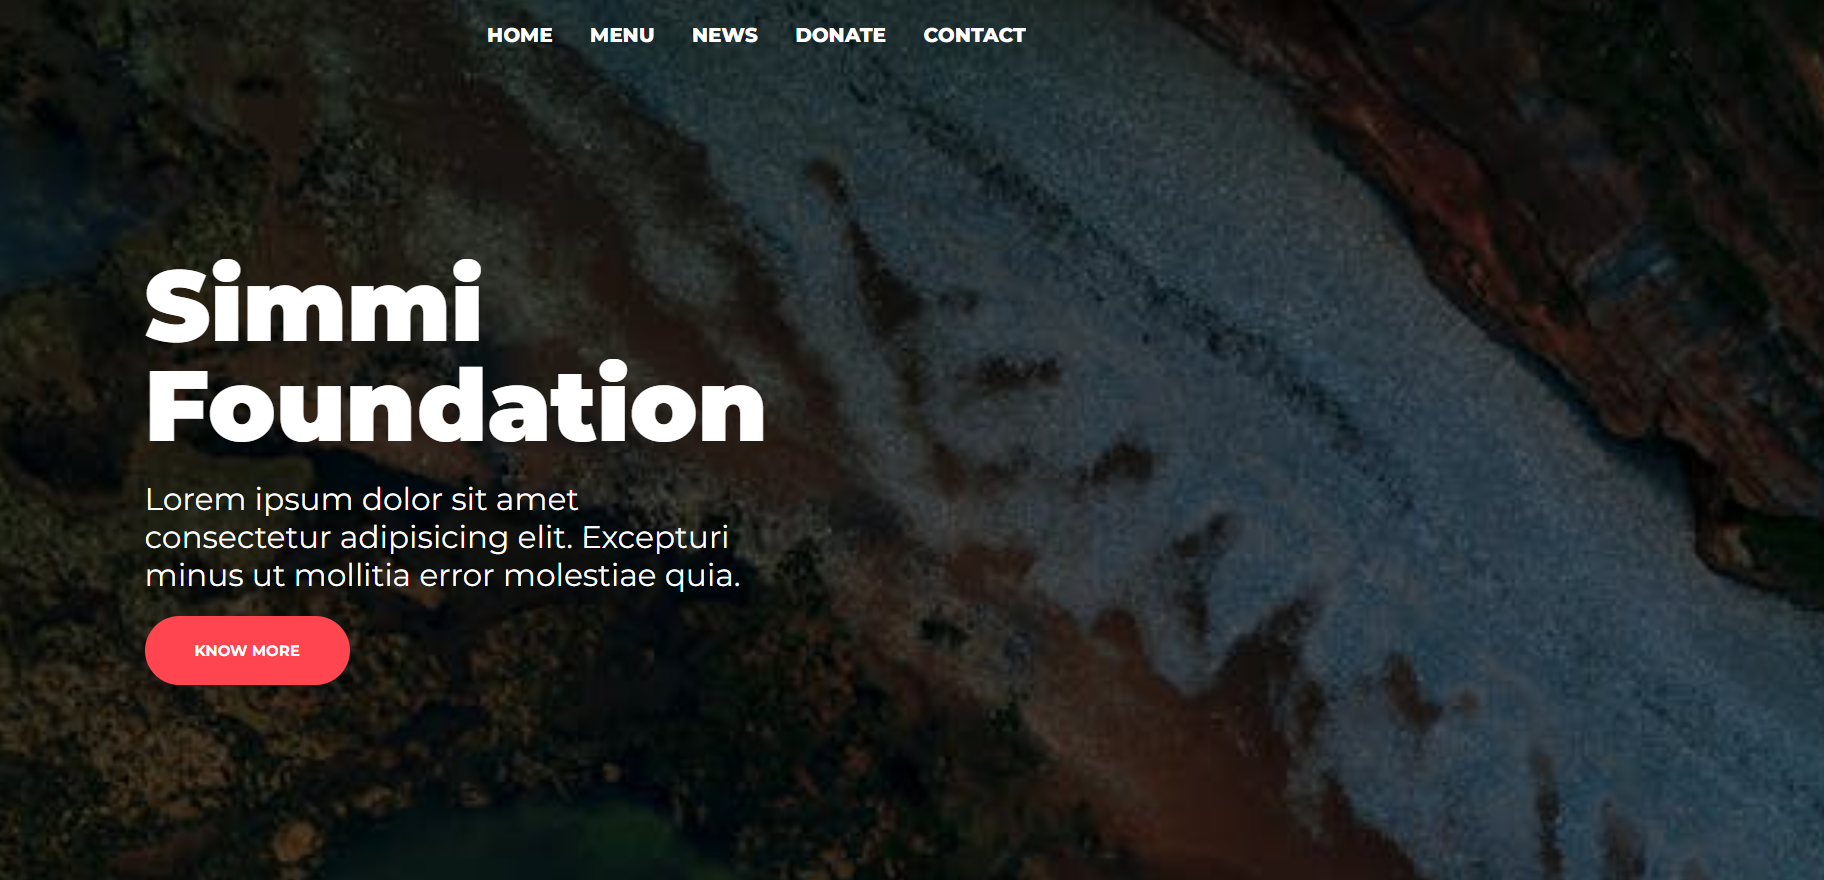 HOME MENU NEWS DONATE CONTACT
Simmi
Foundation
Lorem ipsum dolor sit amet
consectetur adipisicing elit. Excepturi
minus ut mollitia error molestiae quia.
KNOW MORE